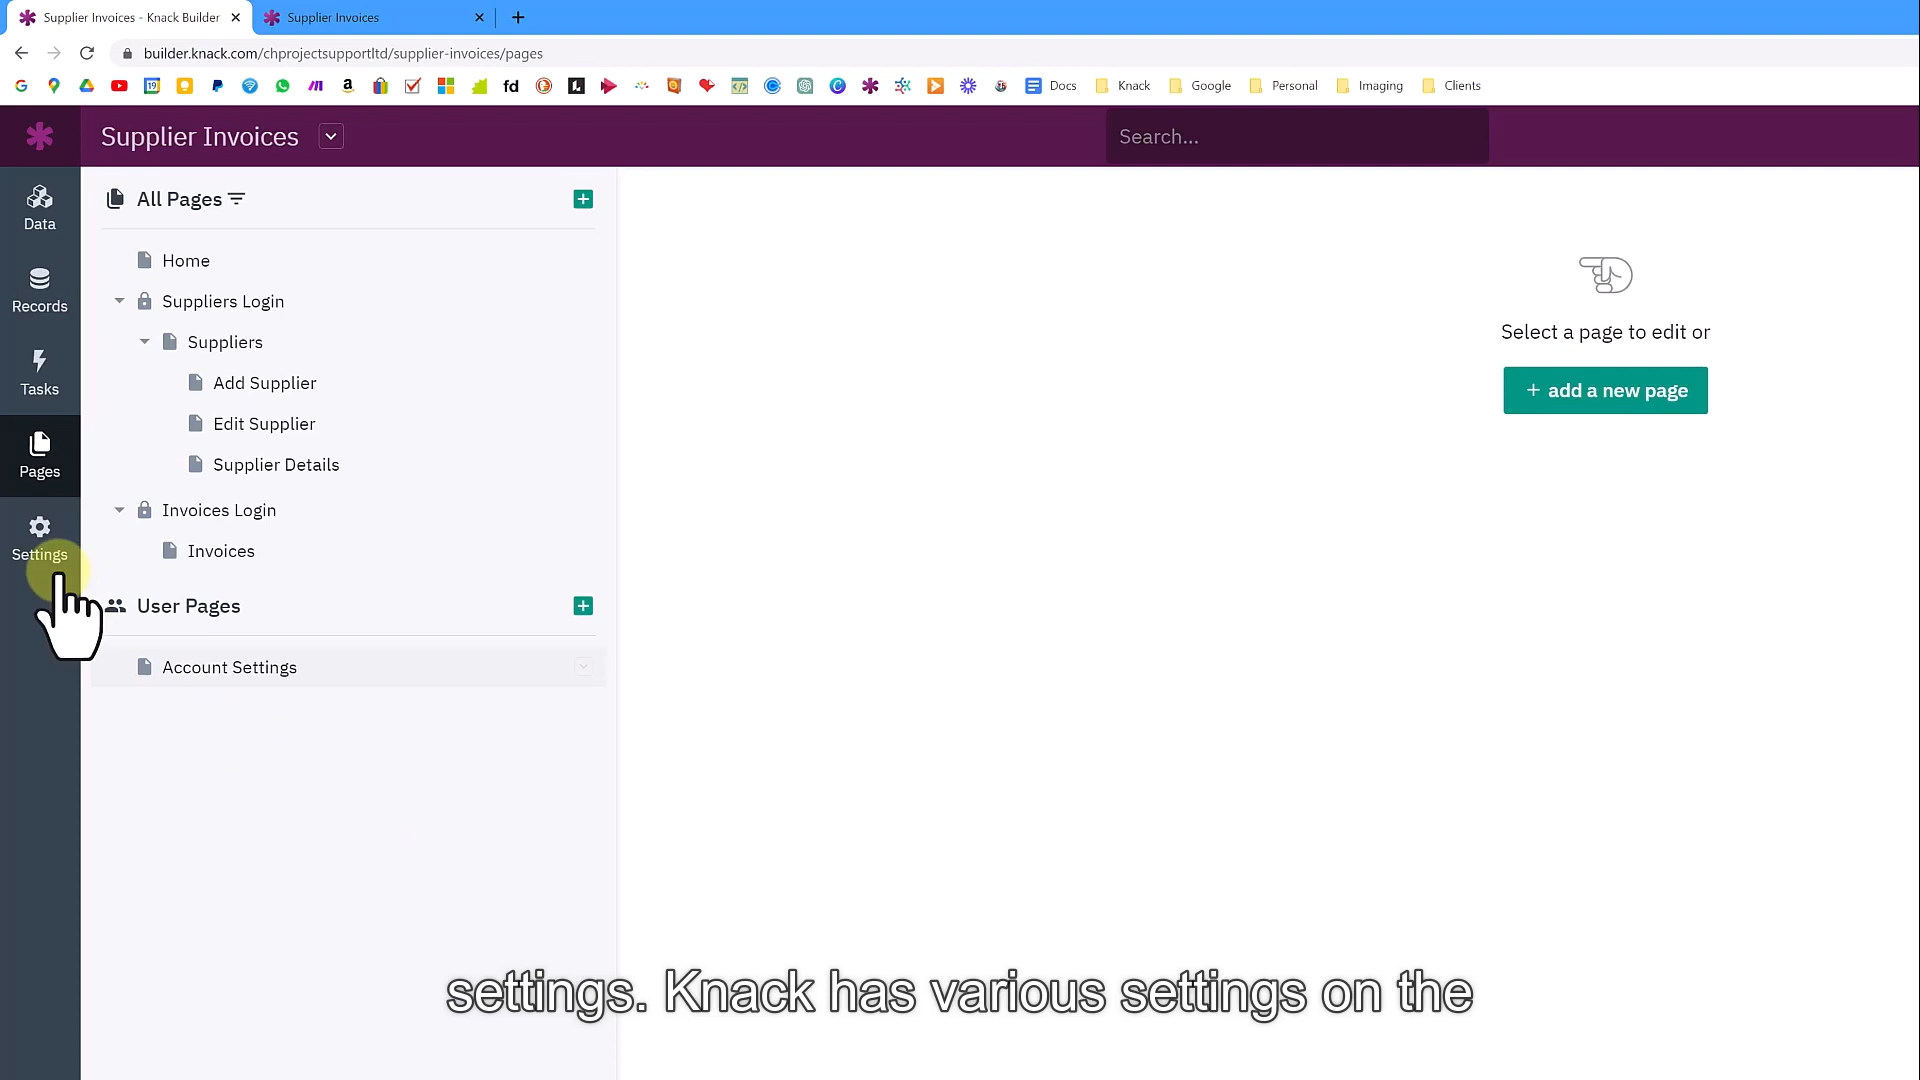 Supplier Invoices - Knack Builder
Supplier Invoices
builder.knack.com/chprojectsupportltd/supplier-invoices/pages
Docs
Knack
Google
Personal
Imaging
Clients
Supplier Invoices
Search...
Data
Records
Tasks
Pages
Settings
All Pages
Home
Suppliers Login
Suppliers
Add Supplier
Edit Supplier
Supplier Details
Invoices Login
Invoices
User Pages
Account Settings
Select a page to edit or
+ add a new page
settings. Knack has various settings on the